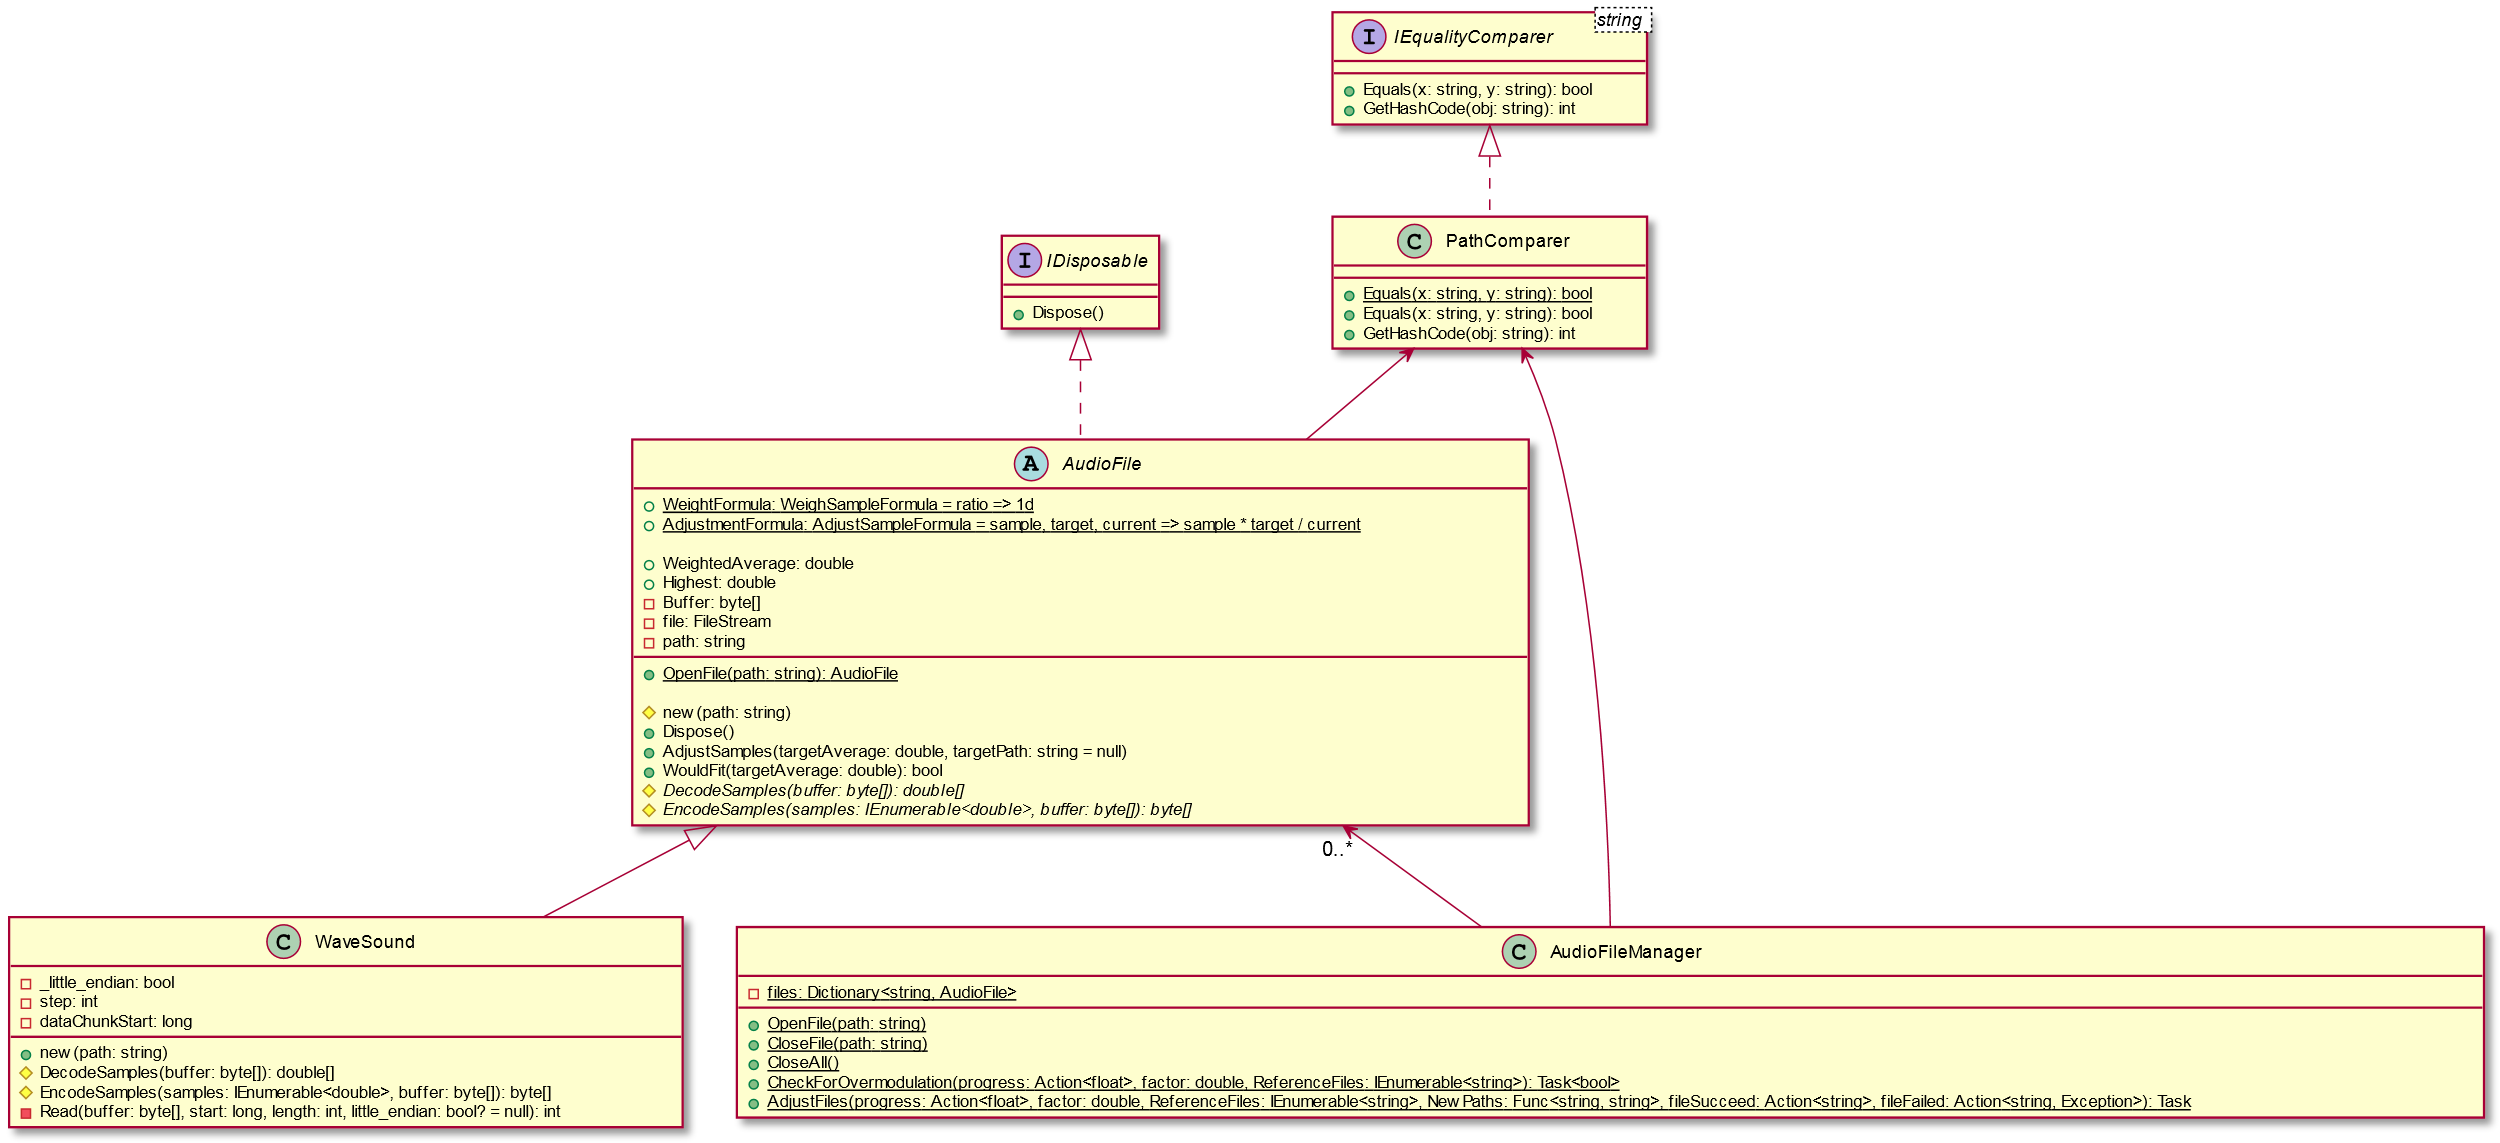 string
I IEqualityComparer
Equals(x: string, y: string): bool
GetHashCode(obj: string): int
C PathComparer
Equals(x: string, y: string): bool
Equals(x: string, y: string): bool
GetHashCode(obj: string): int
I IDisposable
Dispose()
A AudioFile
WeightFormula: WeighSampleFormula = ratio => 1d
AdjustmentFormula: AdjustSampleFormula = sample, target, current => sample * target / current
WeightedAverage: double
Highest: double
Buffer: byte[]
file: FileStream
path: string
OpenFile(path: string): AudioFile
new (path: string)
Dispose()
AdjustSamples(targetAverage: double, targetPath: string = null)
WouldFit(targetAverage: double): bool
DecodeSamples(buffer: byte[]): double[]
EncodeSamples(samples: IEnumerable<double>, buffer: byte[]): byte[]
0..*
C WaveSound
_little_endian: bool
step: int
dataChunkStart: long
new (path: string)
DecodeSamples(buffer: byte[]): double[]
EncodeSamples(samples: IEnumerable<double>, buffer: byte[]): byte[]
Read(buffer: byte[], start: long, length: int, little_endian: bool? = null): int
C AudioFileManager
files: Dictionary<string, AudioFile>
OpenFile(path: string)
CloseFile(path: string)
CloseAll()
CheckForOvermodulation(progress: Action<float>, factor: double, ReferenceFiles: IEnumerable<string>): Task<bool>
AdjustFiles(progress: Action<float>, factor: double, ReferenceFiles: IEnumerable<string>, New Paths: Func<string, string>, fileSucceed: Action<string>, fileFailed: Action<string, Exception>): Task